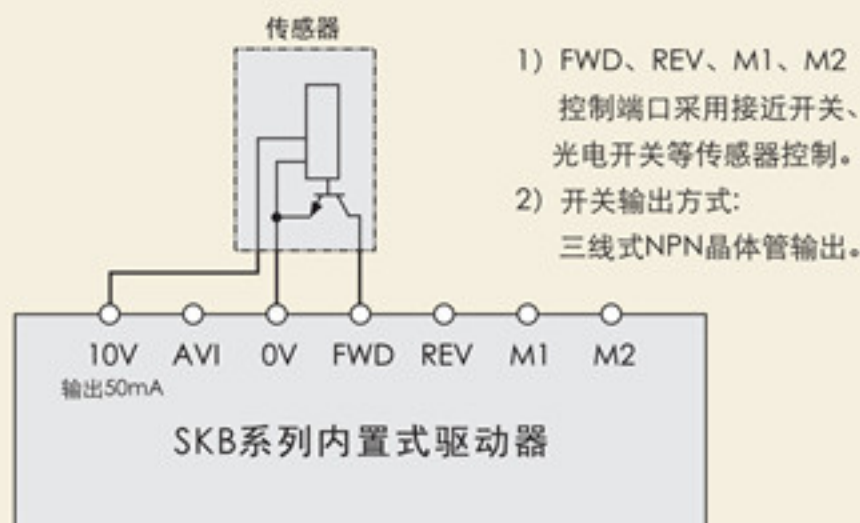 传感器
1) FWD、REV、M1、M2
控制端口采用接近开关、
光电开关等传感器控制。
2) 开关输出方式:
三线式NPN晶体管输出。
10V AVI 0V FWD REV M1 M2
输出50mA
SKB系列内置式驱动器